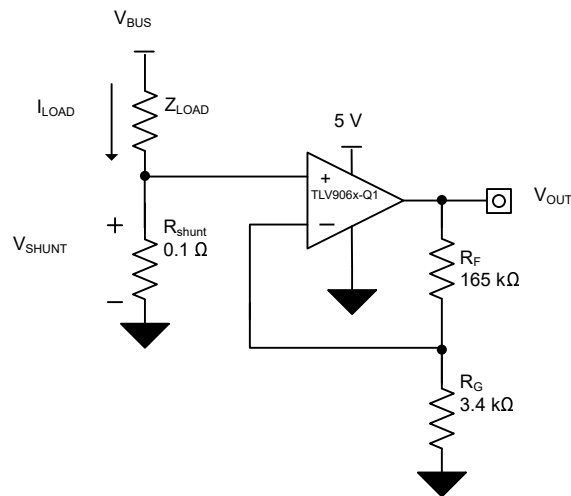 VBUS
ILOAD
ZLOAD
5 V
+
TLV906x-Q1
VOUT
−
+
VSHUNT
−
Rshunt
0.1 Ω
RF
165 kΩ
RG
3.4 kΩ